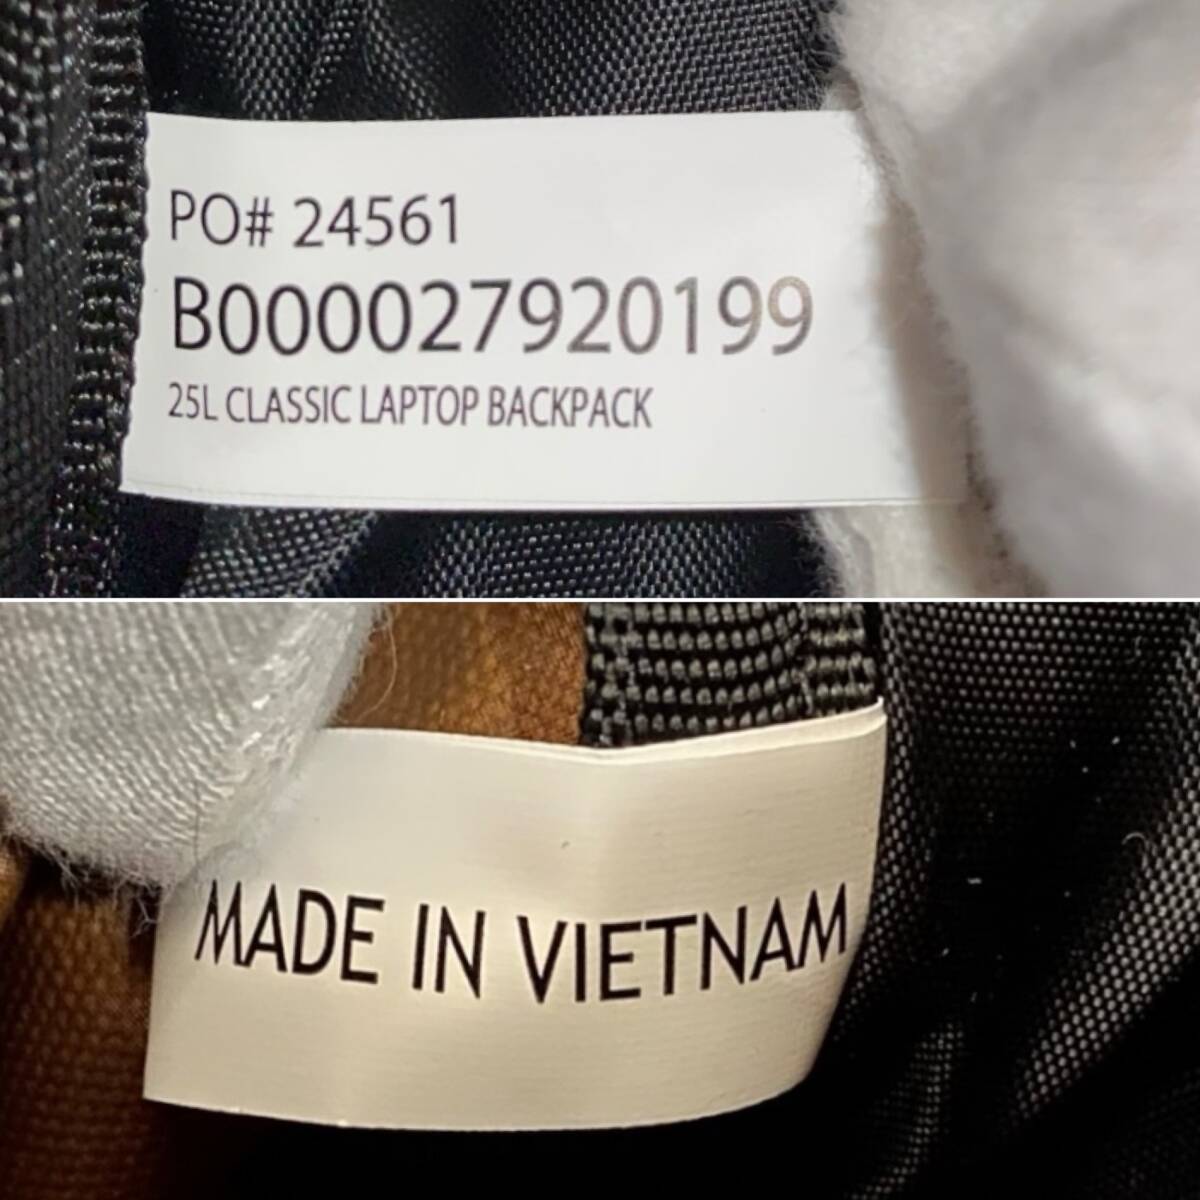 PO# 24561
B000027920199
25L CLASSIC LAPTOP BACKPACK
MADE IN VIETNAM